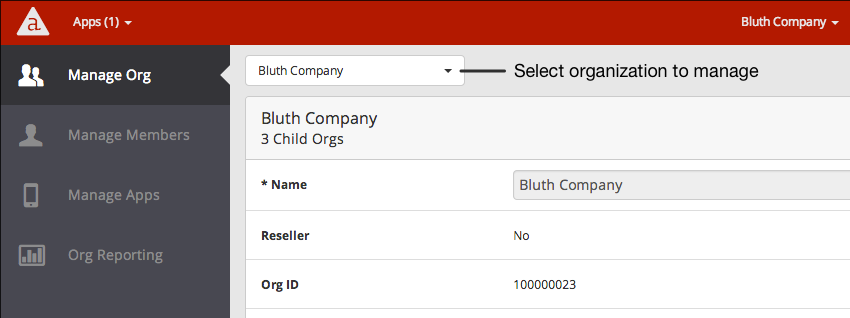 a Apps (1) Bluth Company
Manage Org
Bluth Company Select organization to manage
Manage Members
Manage Apps
Org Reporting
Bluth Company
3 Child Orgs
* Name Bluth Company
Reseller No
Org ID 100000023